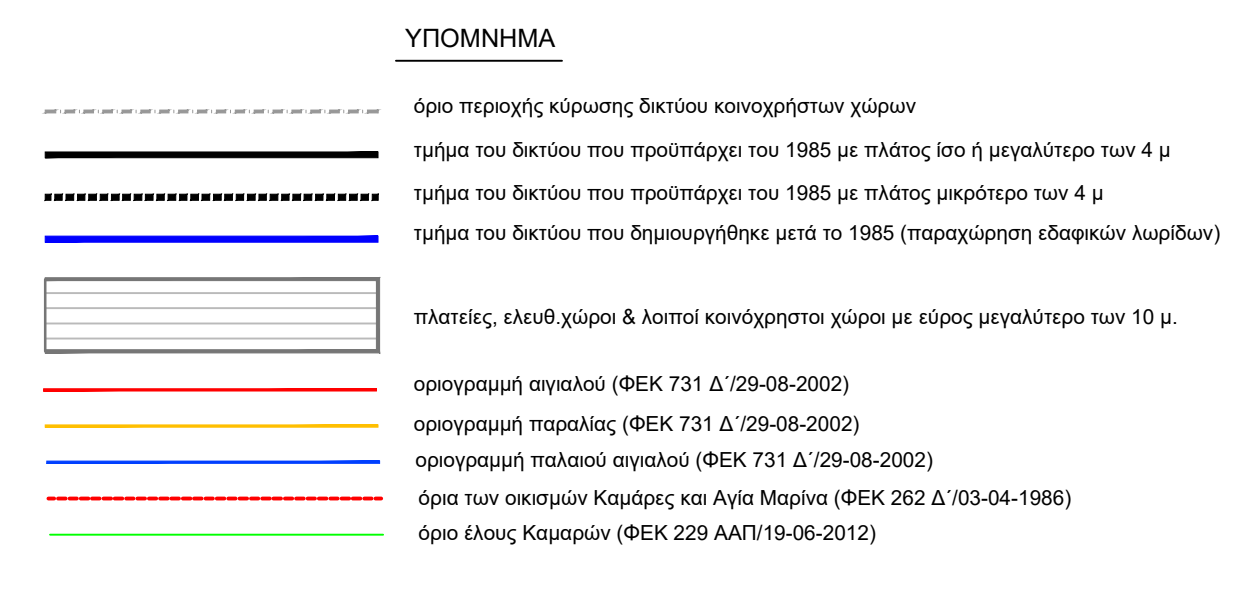 ΥΠΟΜΝΗΜΑ
όριο περιοχής κύρωσης δικτύου κοινοχρήστων χώρων
τμήμα του δικτύου που προϋπάρχει του 1985 με πλάτος ίσο ή μεγαλύτερο των 4 μ
τμήμα του δικτύου που προϋπάρχει του 1985 με πλάτος μικρότερο των 4 μ
τμήμα του δικτύου που δημιουργήθηκε μετά το 1985 (παραχώρηση εδαφικών λωρίδων)
πλατείες, ελευθ.χώροι & λοιποί κοινόχρηστοι χώροι με εύρος μεγαλύτερο των 10 μ.
οριογραμμή αιγιαλού (ΦΕΚ 731 Δ΄/29-08-2002)
οριογραμμή παραλίας (ΦΕΚ 731 Δ΄/29-08-2002)
οριογραμμή παλαιού αιγιαλού (ΦΕΚ 731 Δ΄/29-08-2002)
όρια των οικισμών Καμάρες και Αγία Μαρίνα (ΦΕΚ 262 Δ΄/03-04-1986)
όριο έλους Καμαρών (ΦΕΚ 229 ΑΑΠ/19-06-2012)